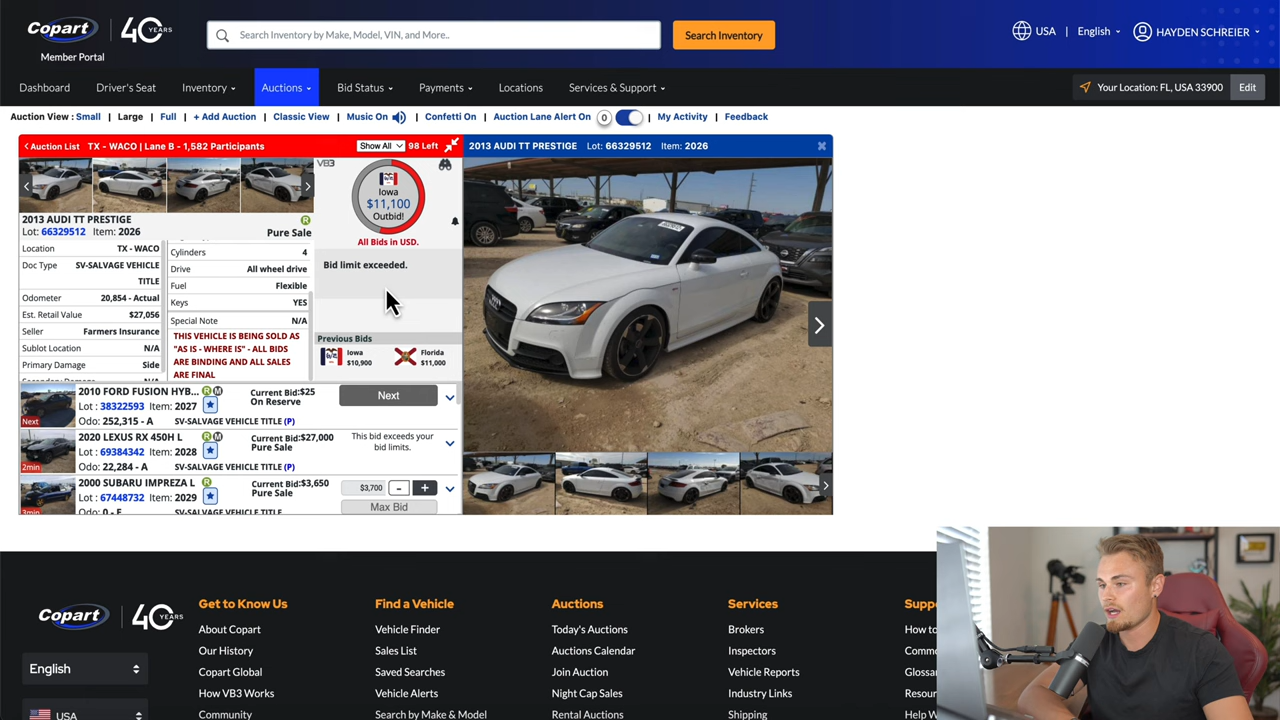 Copart
40 YEARS
Member Portal
Search Inventory by Make, Model, VIN, and More..
Search Inventory
USA | English
HAYDEN SCHREIER
Dashboard
Driver's Seat
Inventory
Auctions
Bid Status
Payments
Locations
Services & Support
Your Location: FL, USA 33900
Edit
Auction View : Small | Large | Full | + Add Auction | Classic View | Music On | Confetti On | Auction Lane Alert On 0 | My Activity | Feedback
Auction List TX - WACO | Lane B - 1,582 Participants
Show All 98 Left
2013 AUDI TT PRESTIGE Lot: 66329512 Item: 2026
VB3
Iowa
$11,100
Outbid!
All Bids in USD.
2013 AUDI TT PRESTIGE
R
Lot: 66329512 Item: 2026
Pure Sale
Location TX - WACO
Doc Type SV-SALVAGE VEHICLE
TITLE
Odometer 20,854 - Actual
Est. Retail Value $27,056
Seller Farmers Insurance
Sublot Location N/A
Primary Damage Side
Cylinders 4
Drive All wheel drive
Fuel Flexible
Keys YES
Special Note N/A
THIS VEHICLE IS BEING SOLD AS
"AS IS - WHERE IS" - ALL BIDS
ARE BINDING AND ALL SALES
ARE FINAL
Bid limit exceeded.
Previous Bids
Iowa
$10,900
Florida
$11,000
2010 FORD FUSION HYB... R M
Lot : 38322593 Item: 2027
Odo: 252,315 - A
SV-SALVAGE VEHICLE TITLE (P)
Current Bid:$25
On Reserve
Next
Next
2020 LEXUS RX 450H L R M
Lot : 69384342 Item: 2028
Odo: 22,284 - A
SV-SALVAGE VEHICLE TITLE (P)
Current Bid:$27,000
Pure Sale
This bid exceeds your
bid limits.
2min
2000 SUBARU IMPREZA L R
Lot : 67448732 Item: 2029
Odo: 0 - E
SV-SALVAGE VEHICLE TITLE
Current Bid:$3,650
Pure Sale
$3,700 - +
Max Bid
3min
Copart
40 YEARS
English
USA
Get to Know Us
About Copart
Our History
Copart Global
How VB3 Works
Community
Find a Vehicle
Vehicle Finder
Sales List
Saved Searches
Vehicle Alerts
Search by Make & Model
Auctions
Today's Auctions
Auctions Calendar
Join Auction
Night Cap Sales
Rental Auctions
Services
Brokers
Inspectors
Vehicle Reports
Industry Links
Shipping